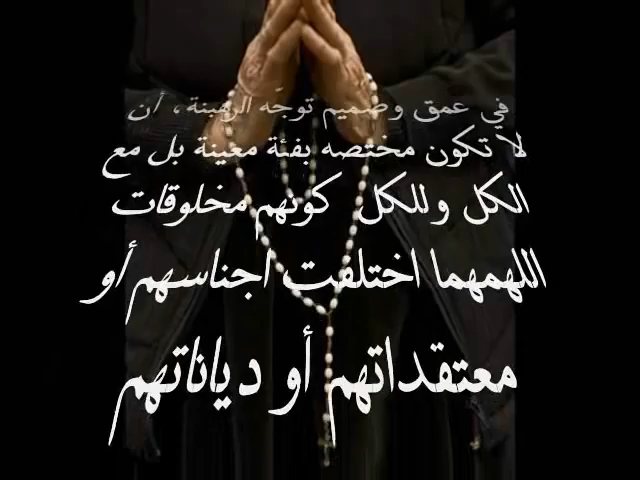 في عمق وصميم توجّه الرهبنة، أن
لا تكون مختصه بفئة معينة بل مع
الكل وللكل كونهم مخلوقات
اللهمهما اختلفت اجناسهم أو
معتقداتهم أو دياناتهم